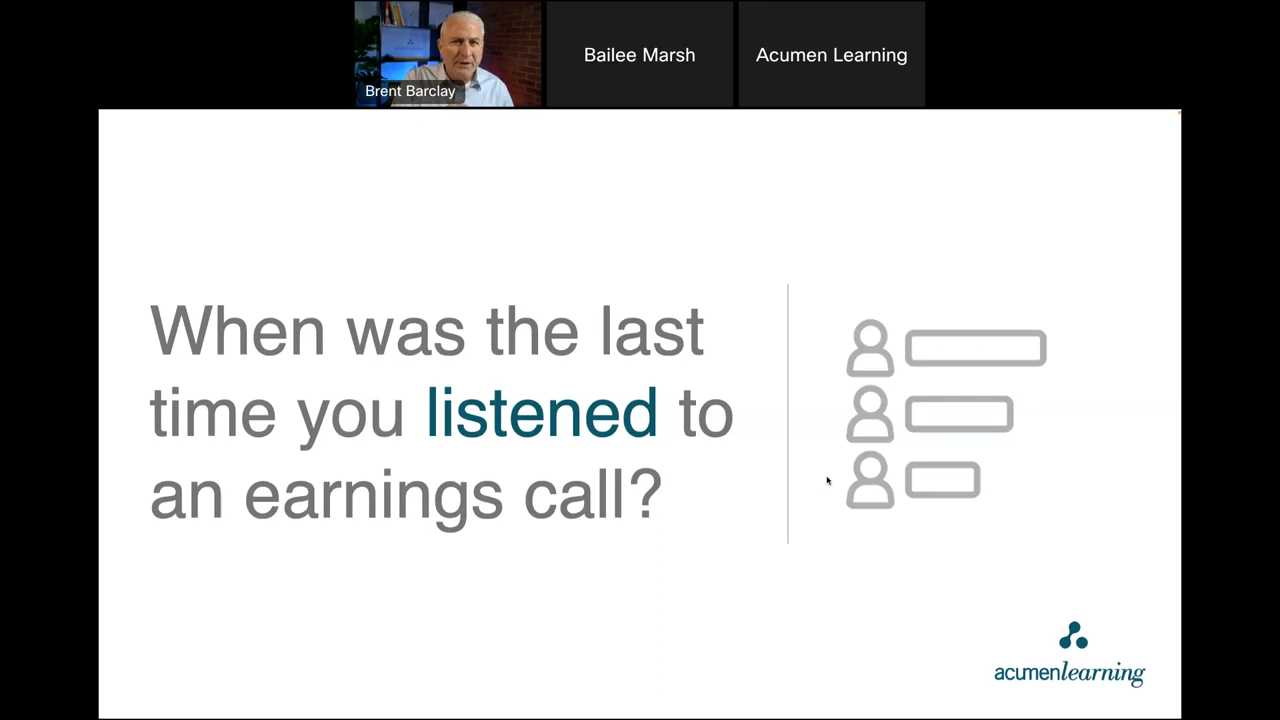 Brent Barclay
Bailee Marsh
Acumen Learning
When was the last
time you listened to
an earnings call?
acumenlearning